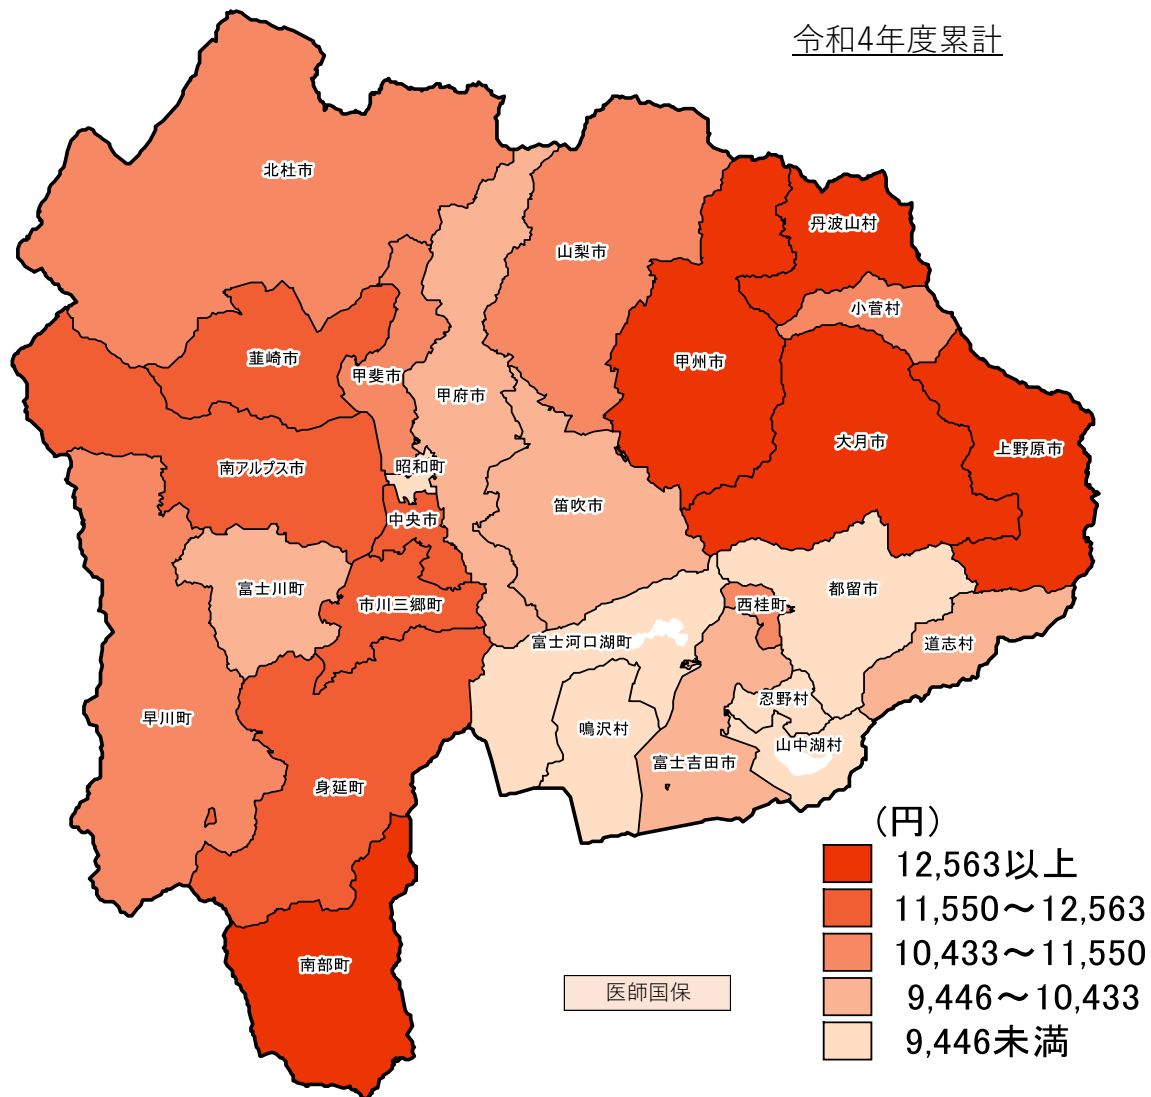 令和4年度累計
北杜市
丹波山村
山梨市
小菅村
韮崎市
甲州市
甲斐市
甲府市
大月市
上野原市
南アルプス市
昭和町
笛吹市
中央市
富士川町
市川三郷町
西桂町
都留市
富士河口湖町
道志村
忍野村
早川町
鳴沢村
山中湖村
富士吉田市
身延町
南部町
医師国保
(円)
12,563以上
11,550～12,563
10,433～11,550
9,446～10,433
9,446未満